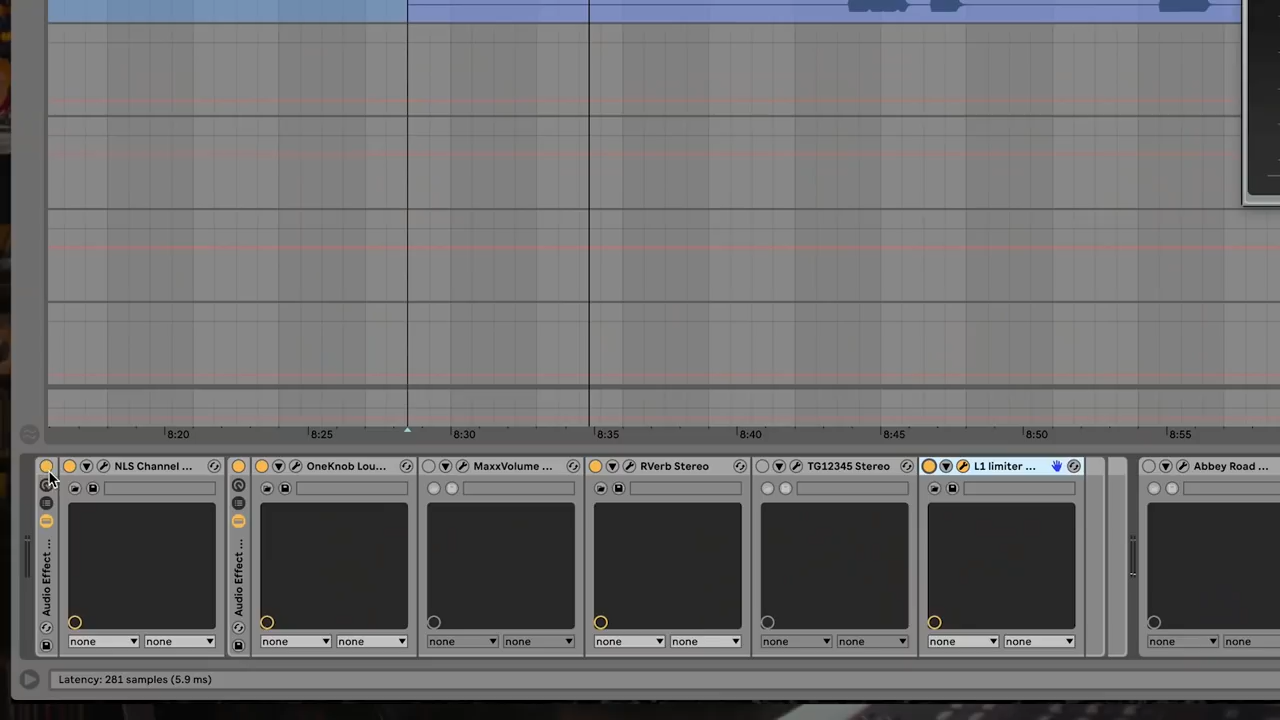 8:20 8:25 8:30 8:35 8:40 8:45 8:50 8:55
NLS Channel ... OneKnob Lou... MaxxVolume ... RVerb Stereo TG12345 Stereo L1 limiter ... Abbey Road ...
Audio Effect ... Audio Effect ...
none none none none none none none none none none none none none none
Latency: 281 samples (5.9 ms)